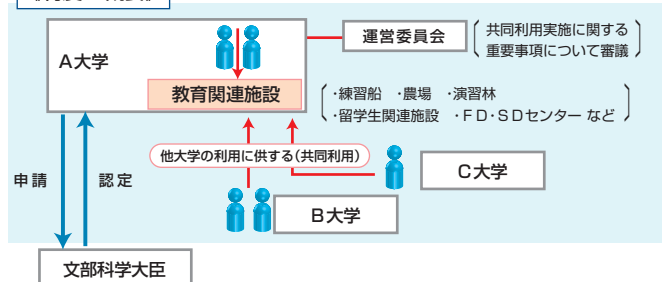 運営委員会
共同利用実施に関する
重要事項について審議
A大学
教育関連施設
・練習船 ・農場 ・演習林
・留学生関連施設 ・FD・SDセンター など
他大学の利用に供する(共同利用)
C大学
申請
認定
B大学
文部科学大臣